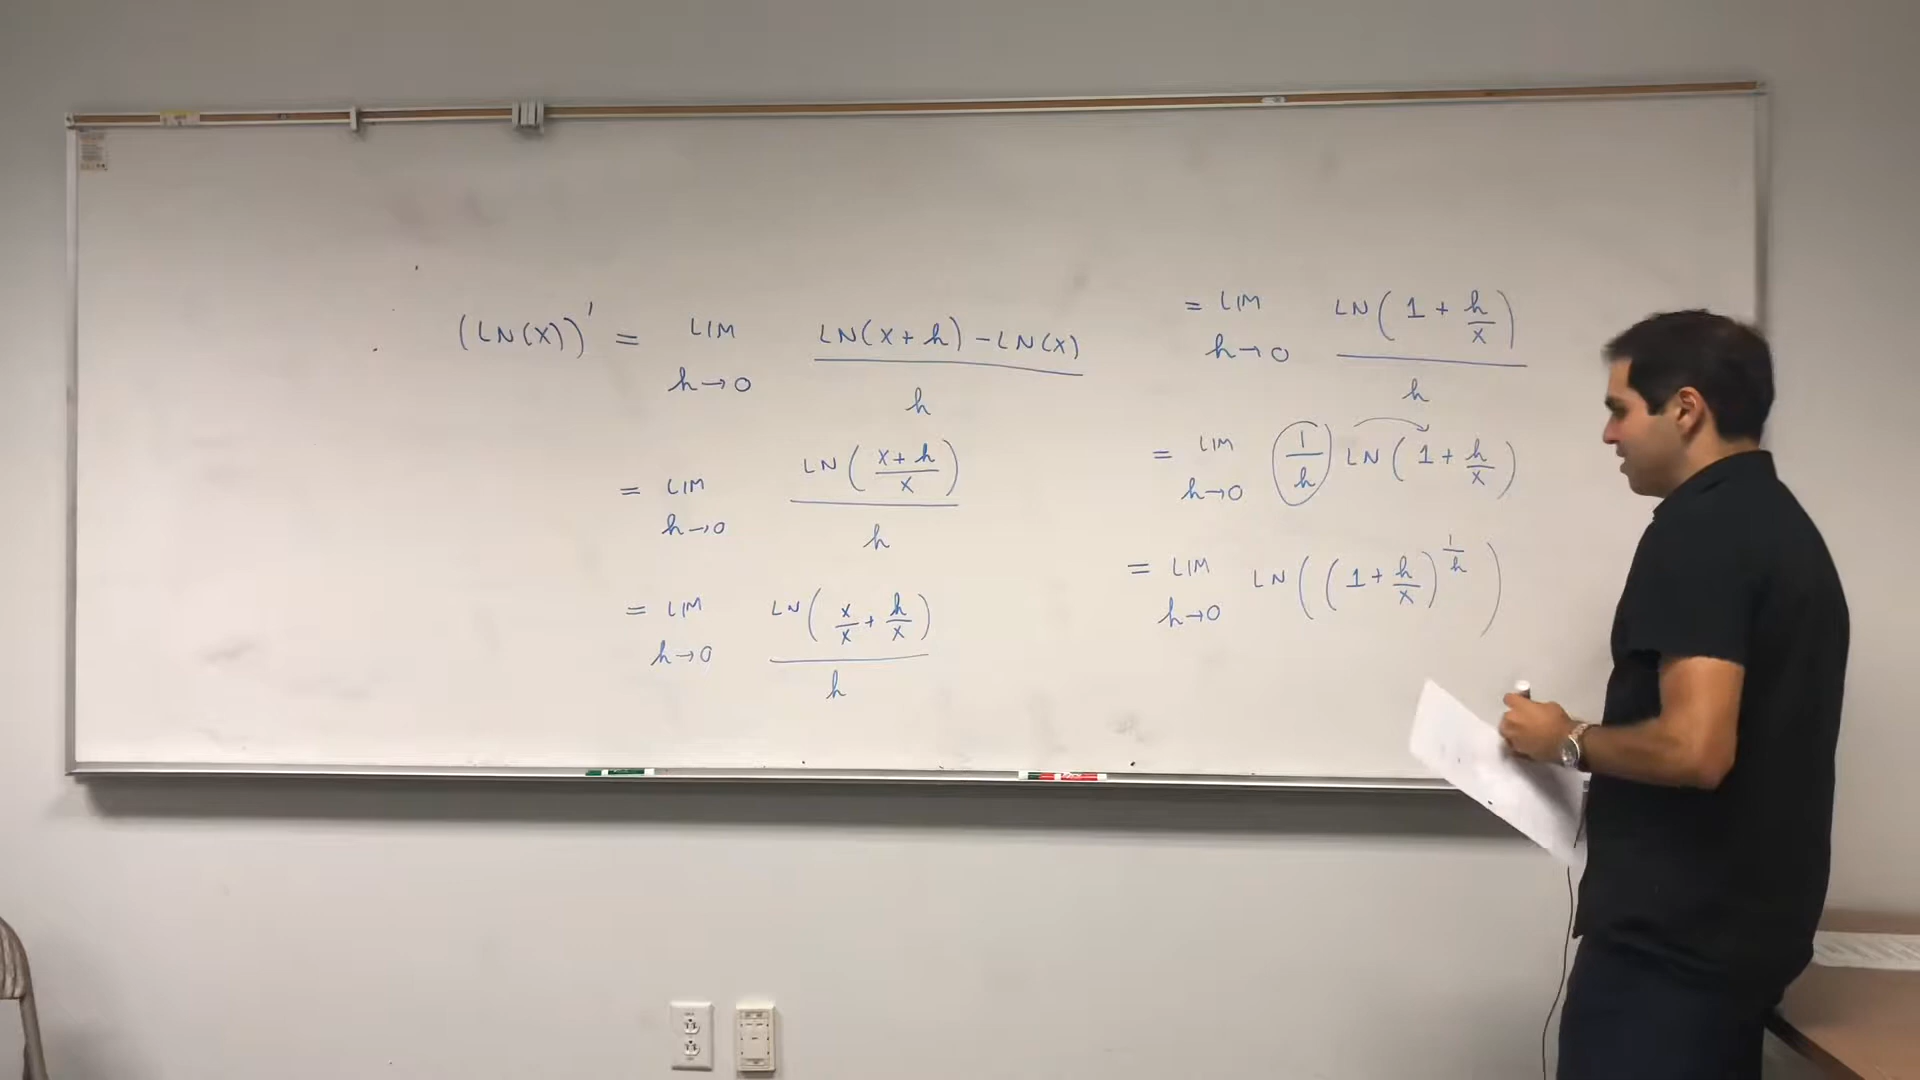 (LN(x))' = LIM h→0 (LN(x+h) - LN(x)) / h
= LIM h→0 LN((x+h)/x) / h
= LIM h→0 LN(x/x + h/x) / h
= LIM h→0 LN(1 + h/x) / h
= LIM h→0 (1/h) LN(1 + h/x)
= LIM h→0 LN((1 + h/x)^(1/h))